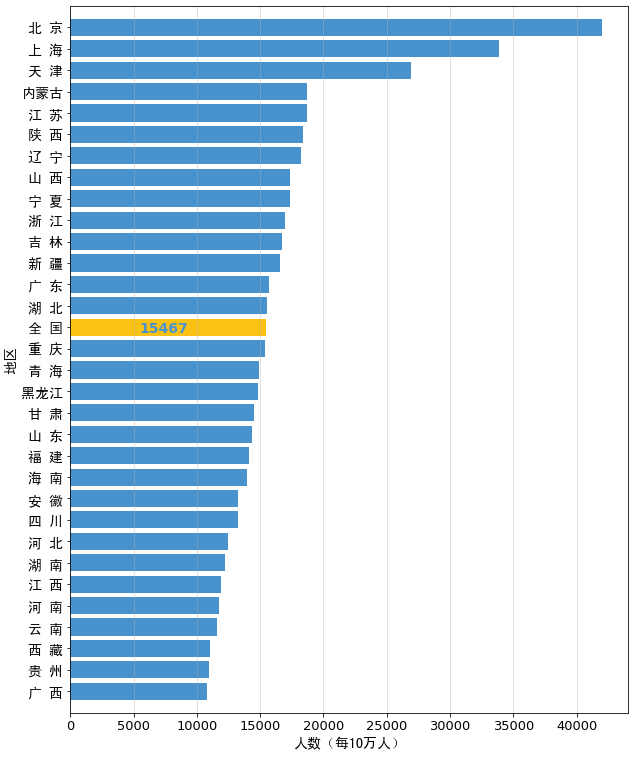 北 京
上 海
天 津
内蒙古
江 苏
陕 西
辽 宁
山 西
宁 夏
浙 江
吉 林
新 疆
广 东
湖 北
全 国 15467
重 庆
青 海
黑龙江
甘 肃
山 东
福 建
海 南
安 徽
四 川
河 北
湖 南
江 西
河 南
云 南
西 藏
贵 州
广 西
地区
0 5000 10000 15000 20000 25000 30000 35000 40000
人数（每10万人）